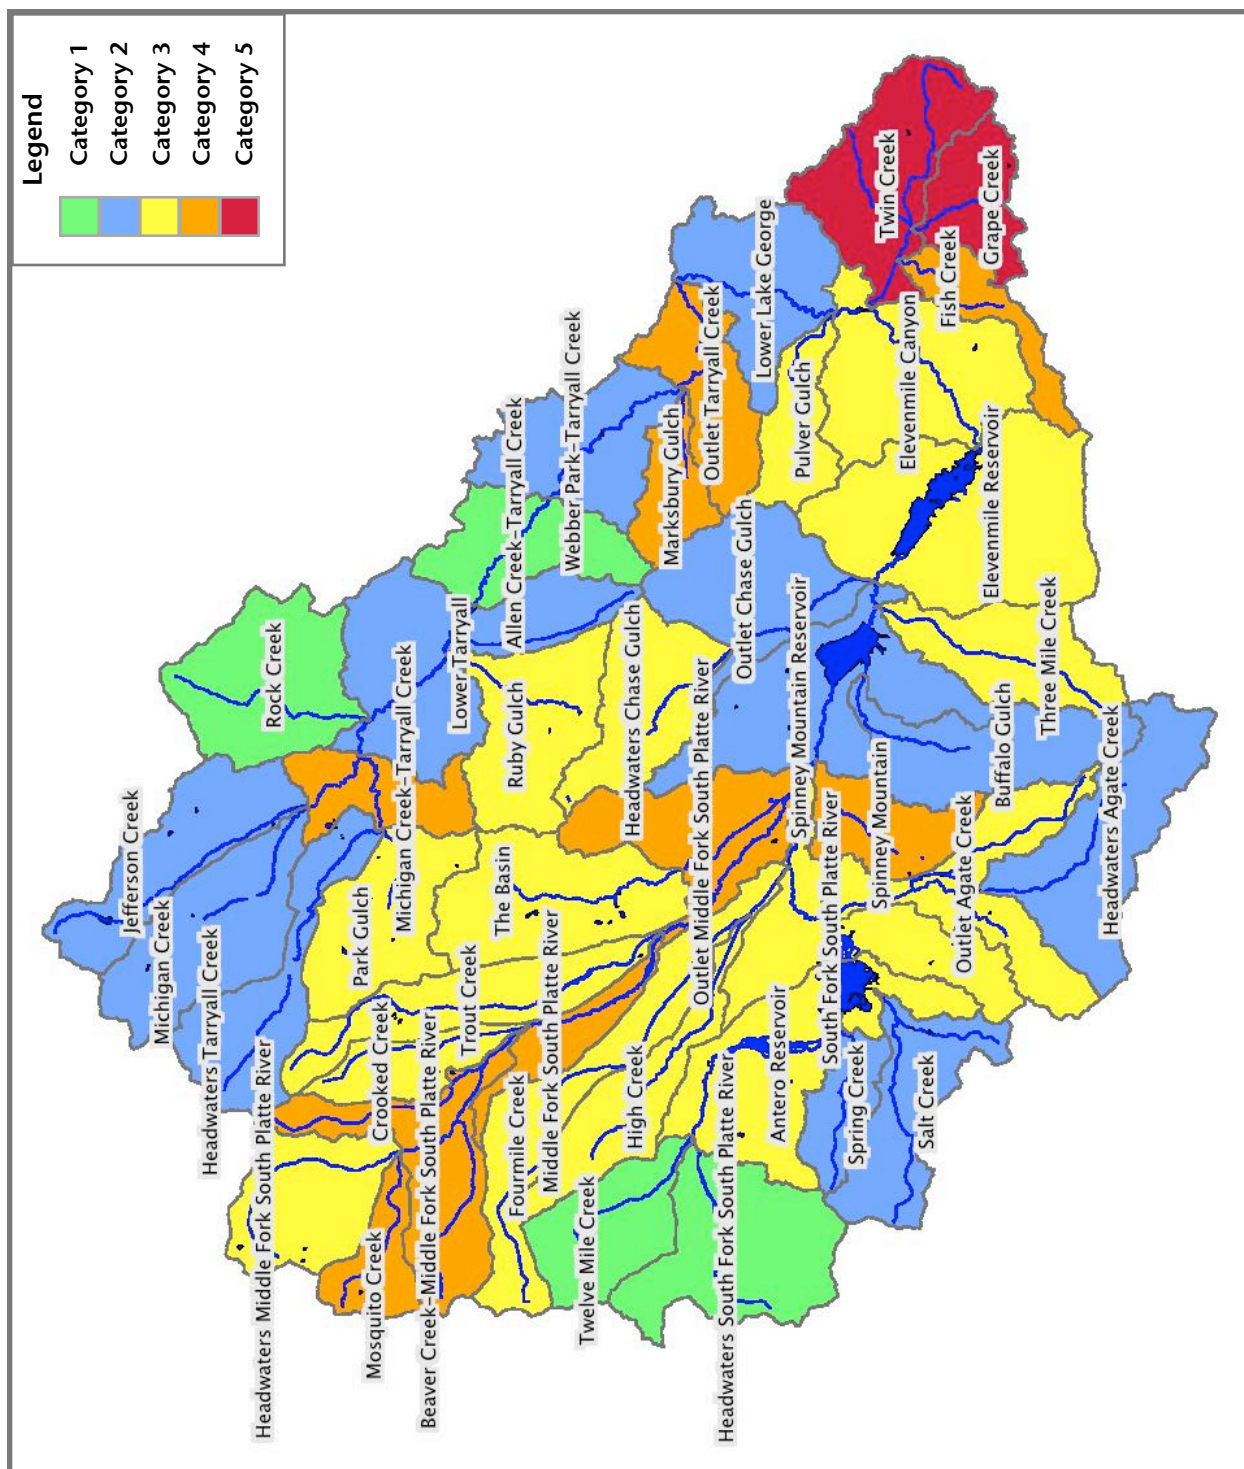 Legend
Category 1
Category 2
Category 3
Category 4
Category 5
Jefferson Creek
Michigan Creek
Headwaters Tarryall Creek
Headwaters Middle Fork South Platte River
Rock Creek
Park Gulch
Michigan Creek-Tarryall Creek
Crooked Creek
Mosquito Creek
Beaver Creek-Middle Fork South Platte River
Trout Creek
The Basin
Lower Tarryall
Ruby Gulch
Allen Creek-Tarryall Creek
Webber Park-Tarryall Creek
Fourmile Creek
Middle Fork South Platte River
Twelve Mile Creek
High Creek
Headwaters Chase Gulch
Marksbury Gulch
Outlet Tarryall Creek
Outlet Middle Fork South Platte River
Headwaters South Fork South Platte River
Outlet Chase Gulch
Lower Lake George
Antero Reservoir
Spinney Mountain Reservoir
Pulver Gulch
South Fork South Platte River
Spring Creek
Spinney Mountain
Twin Creek
Elevenmile Canyon
Salt Creek
Fish Creek
Outlet Agate Creek
Grape Creek
Elevenmile Reservoir
Buffalo Gulch
Three Mile Creek
Headwaters Agate Creek